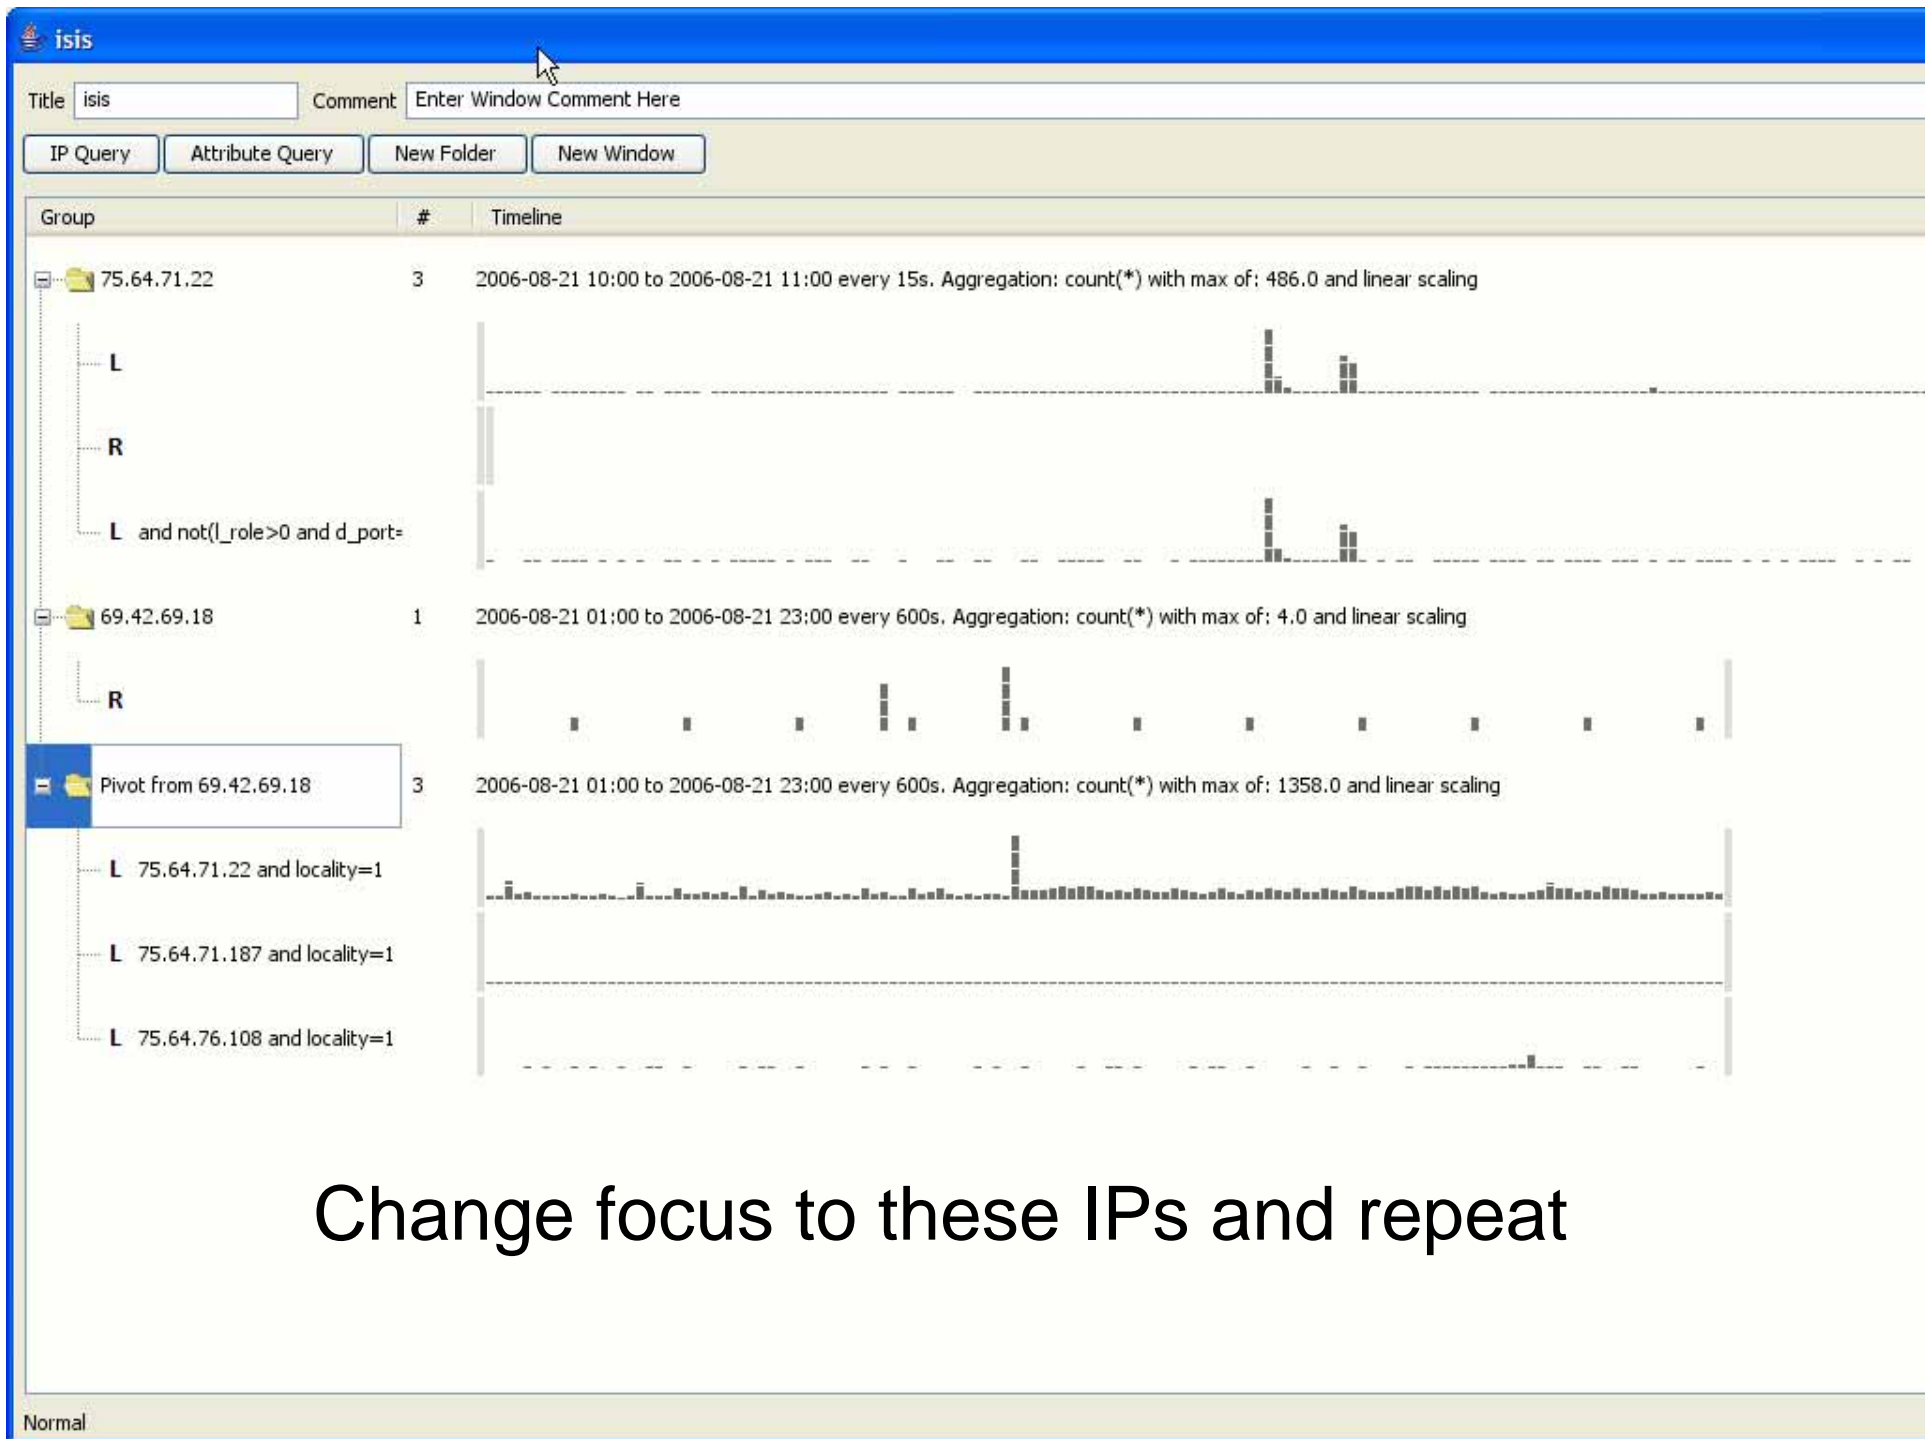 isis
Title isis Comment Enter Window Comment Here
IP Query Attribute Query New Folder New Window
Group # Timeline
75.64.71.22 3 2006-08-21 10:00 to 2006-08-21 11:00 every 15s. Aggregation: count(*) with max of: 486.0 and linear scaling
L
R
L and not(l_role>0 and d_port=
69.42.69.18 1 2006-08-21 01:00 to 2006-08-21 23:00 every 600s. Aggregation: count(*) with max of: 4.0 and linear scaling
R
Pivot from 69.42.69.18 3 2006-08-21 01:00 to 2006-08-21 23:00 every 600s. Aggregation: count(*) with max of: 1358.0 and linear scaling
L 75.64.71.22 and locality=1
L 75.64.71.187 and locality=1
L 75.64.76.108 and locality=1
Change focus to these IPs and repeat
Normal